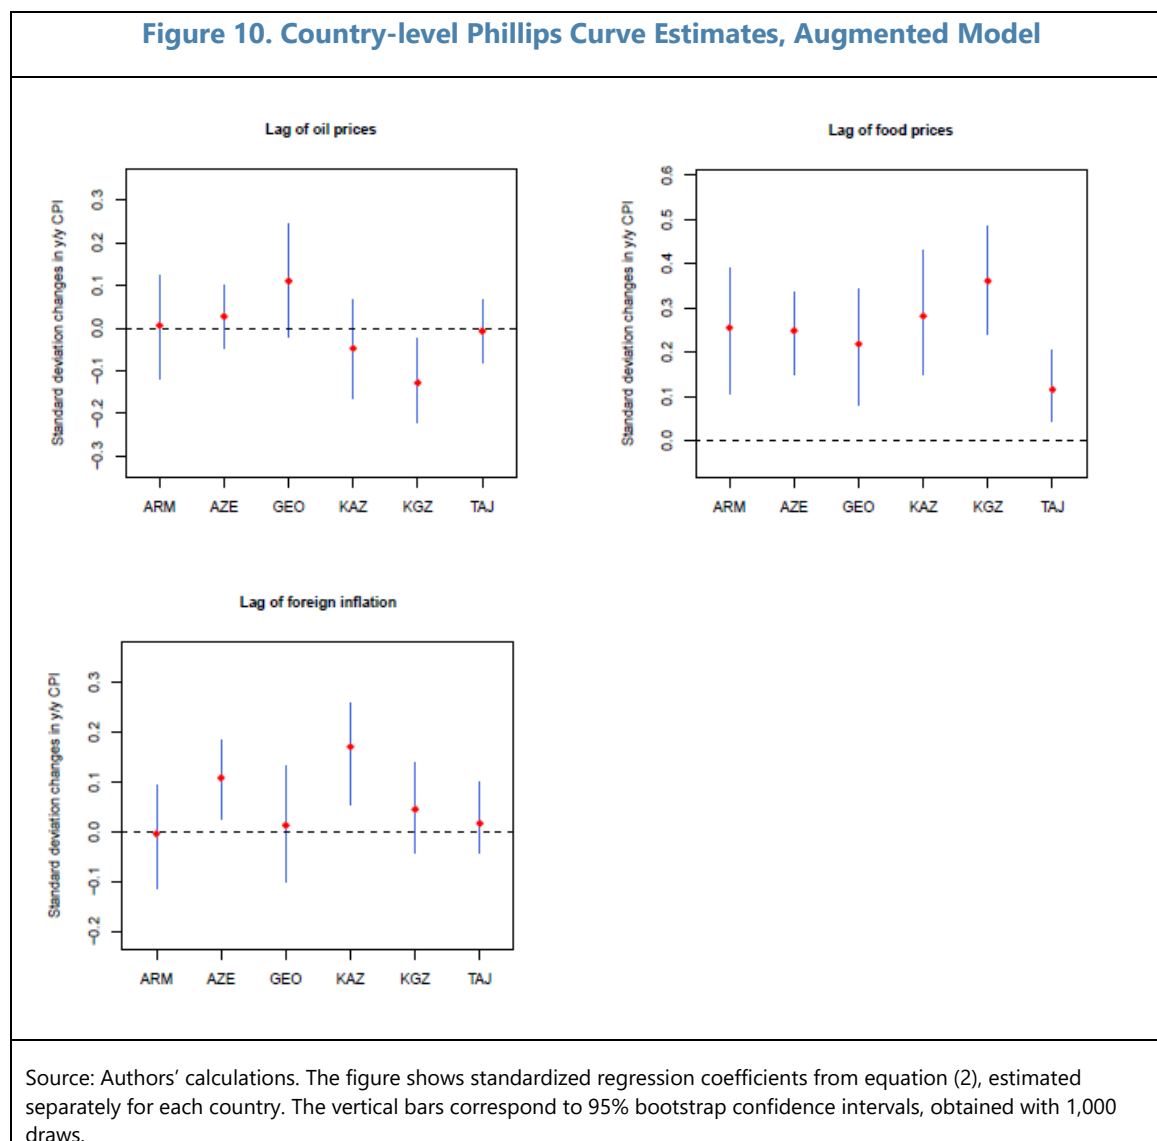 Figure 10. Country-level Phillips Curve Estimates, Augmented Model
Lag of oil prices
Standard deviation changes in y/y CPI
0.3
0.2
0.1
0.0
−0.1
−0.2
−0.3
ARM AZE GEO KAZ KGZ TAJ
Lag of food prices
Standard deviation changes in y/y CPI
0.6
0.5
0.4
0.3
0.2
0.1
0.0
ARM AZE GEO KAZ KGZ TAJ
Lag of foreign inflation
Standard deviation changes in y/y CPI
0.3
0.2
0.1
0.0
−0.1
−0.2
ARM AZE GEO KAZ KGZ TAJ
Source: Authors’ calculations. The figure shows standardized regression coefficients from equation (2), estimated
separately for each country. The vertical bars correspond to 95% bootstrap confidence intervals, obtained with 1,000
draws.